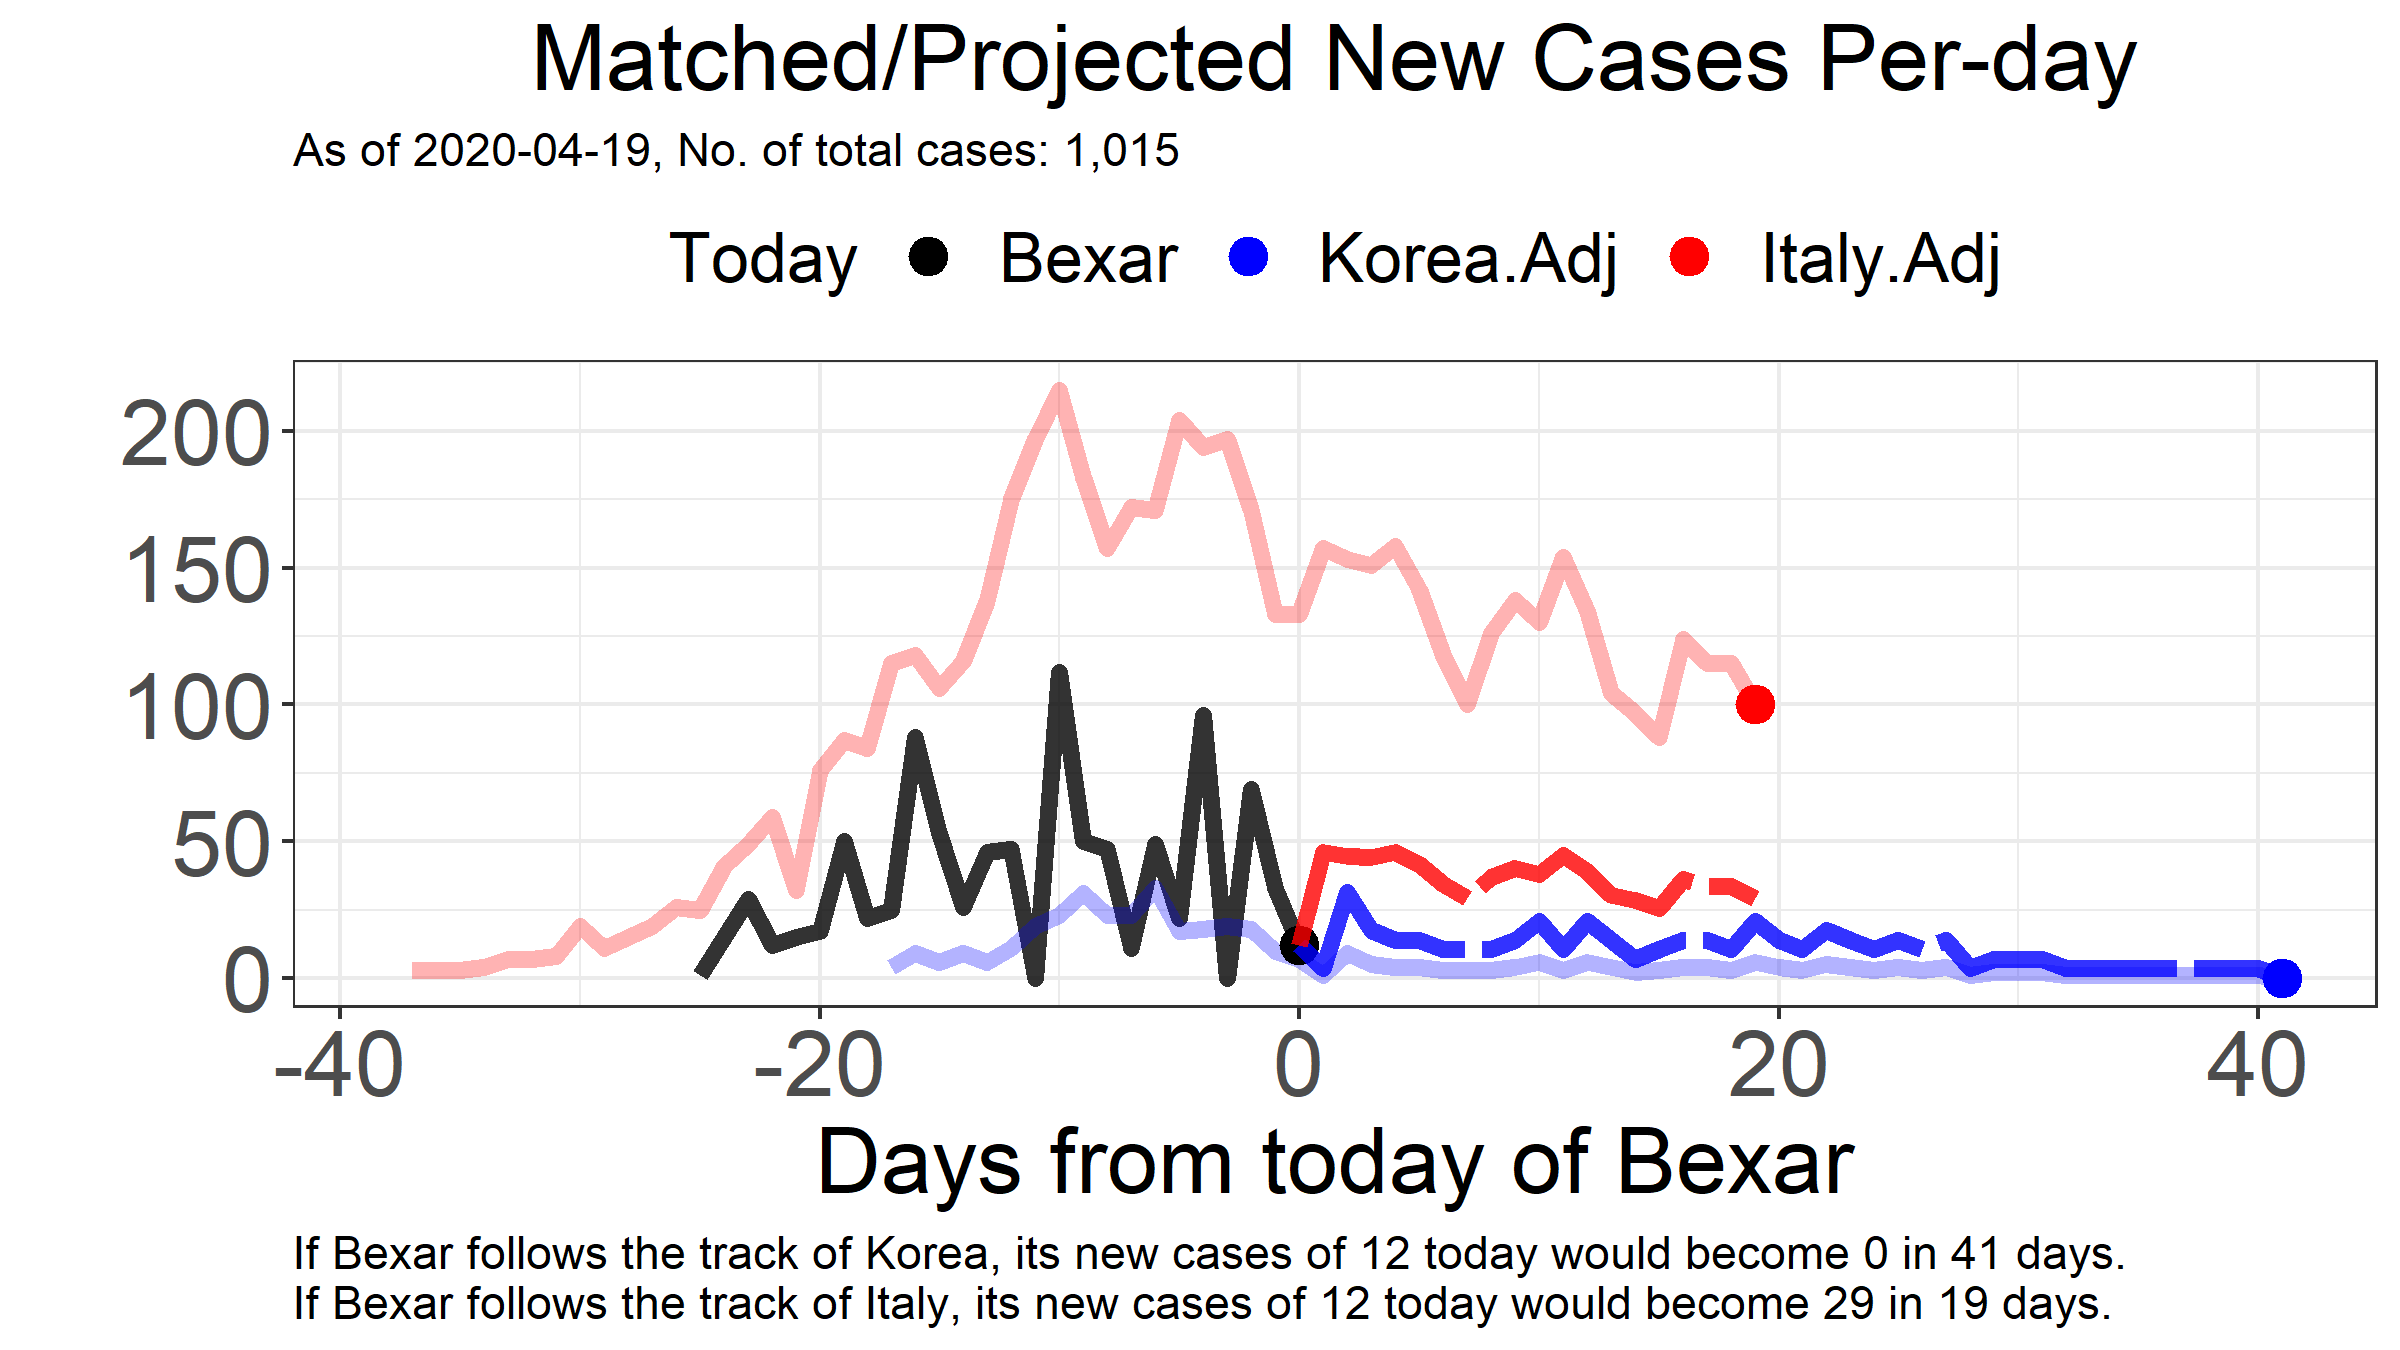 Matched/Projected New Cases Per-day
As of 2020-04-19, No. of total cases: 1,015
Today Bexar Korea.Adj Italy.Adj
200
150
100
50
0
-40 -20 0 20 40
Days from today of Bexar
If Bexar follows the track of Korea, its new cases of 12 today would become 0 in 41 days.
If Bexar follows the track of Italy, its new cases of 12 today would become 29 in 19 days.